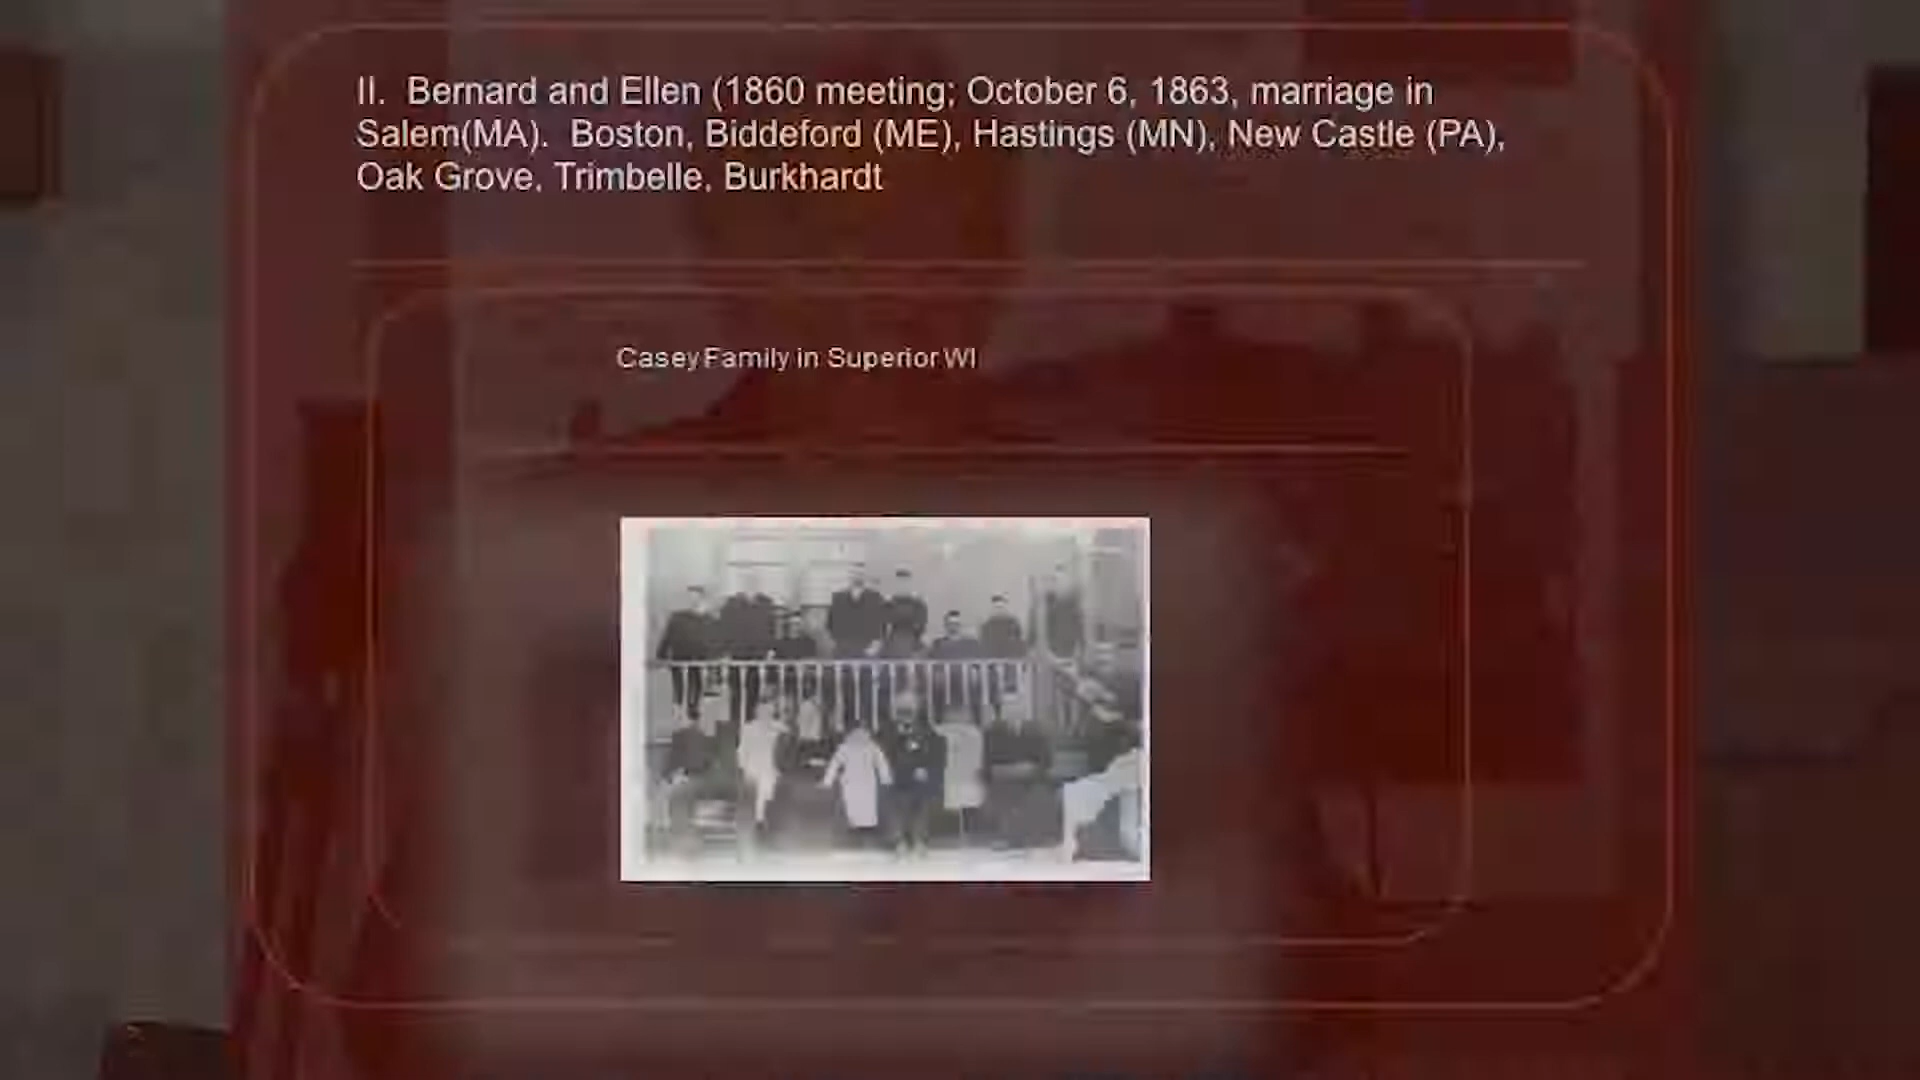 II. Bernard and Ellen (1860 meeting; October 6, 1863, marriage in
Salem(MA). Boston, Biddeford (ME), Hastings (MN), New Castle (PA),
Oak Grove, Trimbelle, Burkhardt
Casey Family in Superior WI